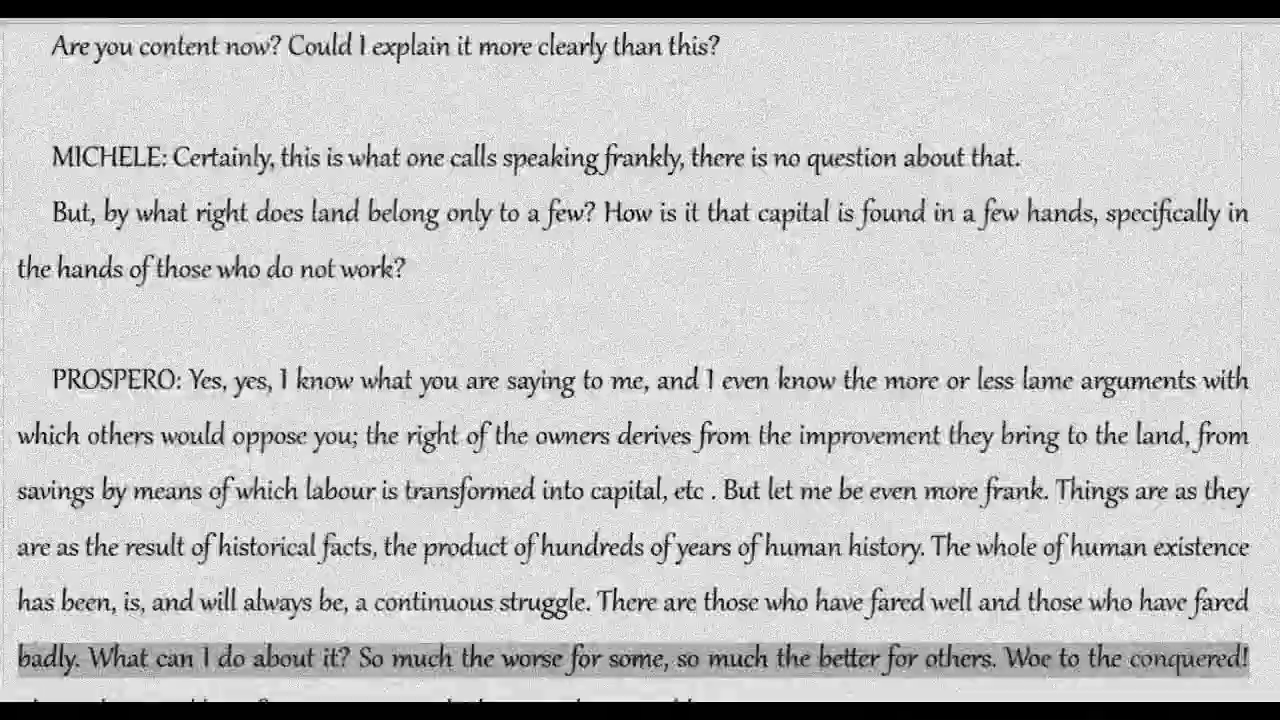 Are you content now? Could I explain it more clearly than this?
MICHELE: Certainly, this is what one calls speaking frankly, there is no question about that.
But, by what right does land belong only to a few? How is it that capital is found in a few hands, specifically in
the hands of those who do not work?
PROSPERO: Yes, yes, I know what you are saying to me, and I even know the more or less lame arguments with
which others would oppose you; the right of the owners derives from the improvement they bring to the land, from
savings by means of which labour is transformed into capital, etc . But let me be even more frank. Things are as they
are as the result of historical facts, the product of hundreds of years of human history. The whole of human existence
has been, is, and will always be, a continuous struggle. There are those who have fared well and those who have fared
badly. What can I do about it? So much the worse for some, so much the better for others. Woe to the conquered!